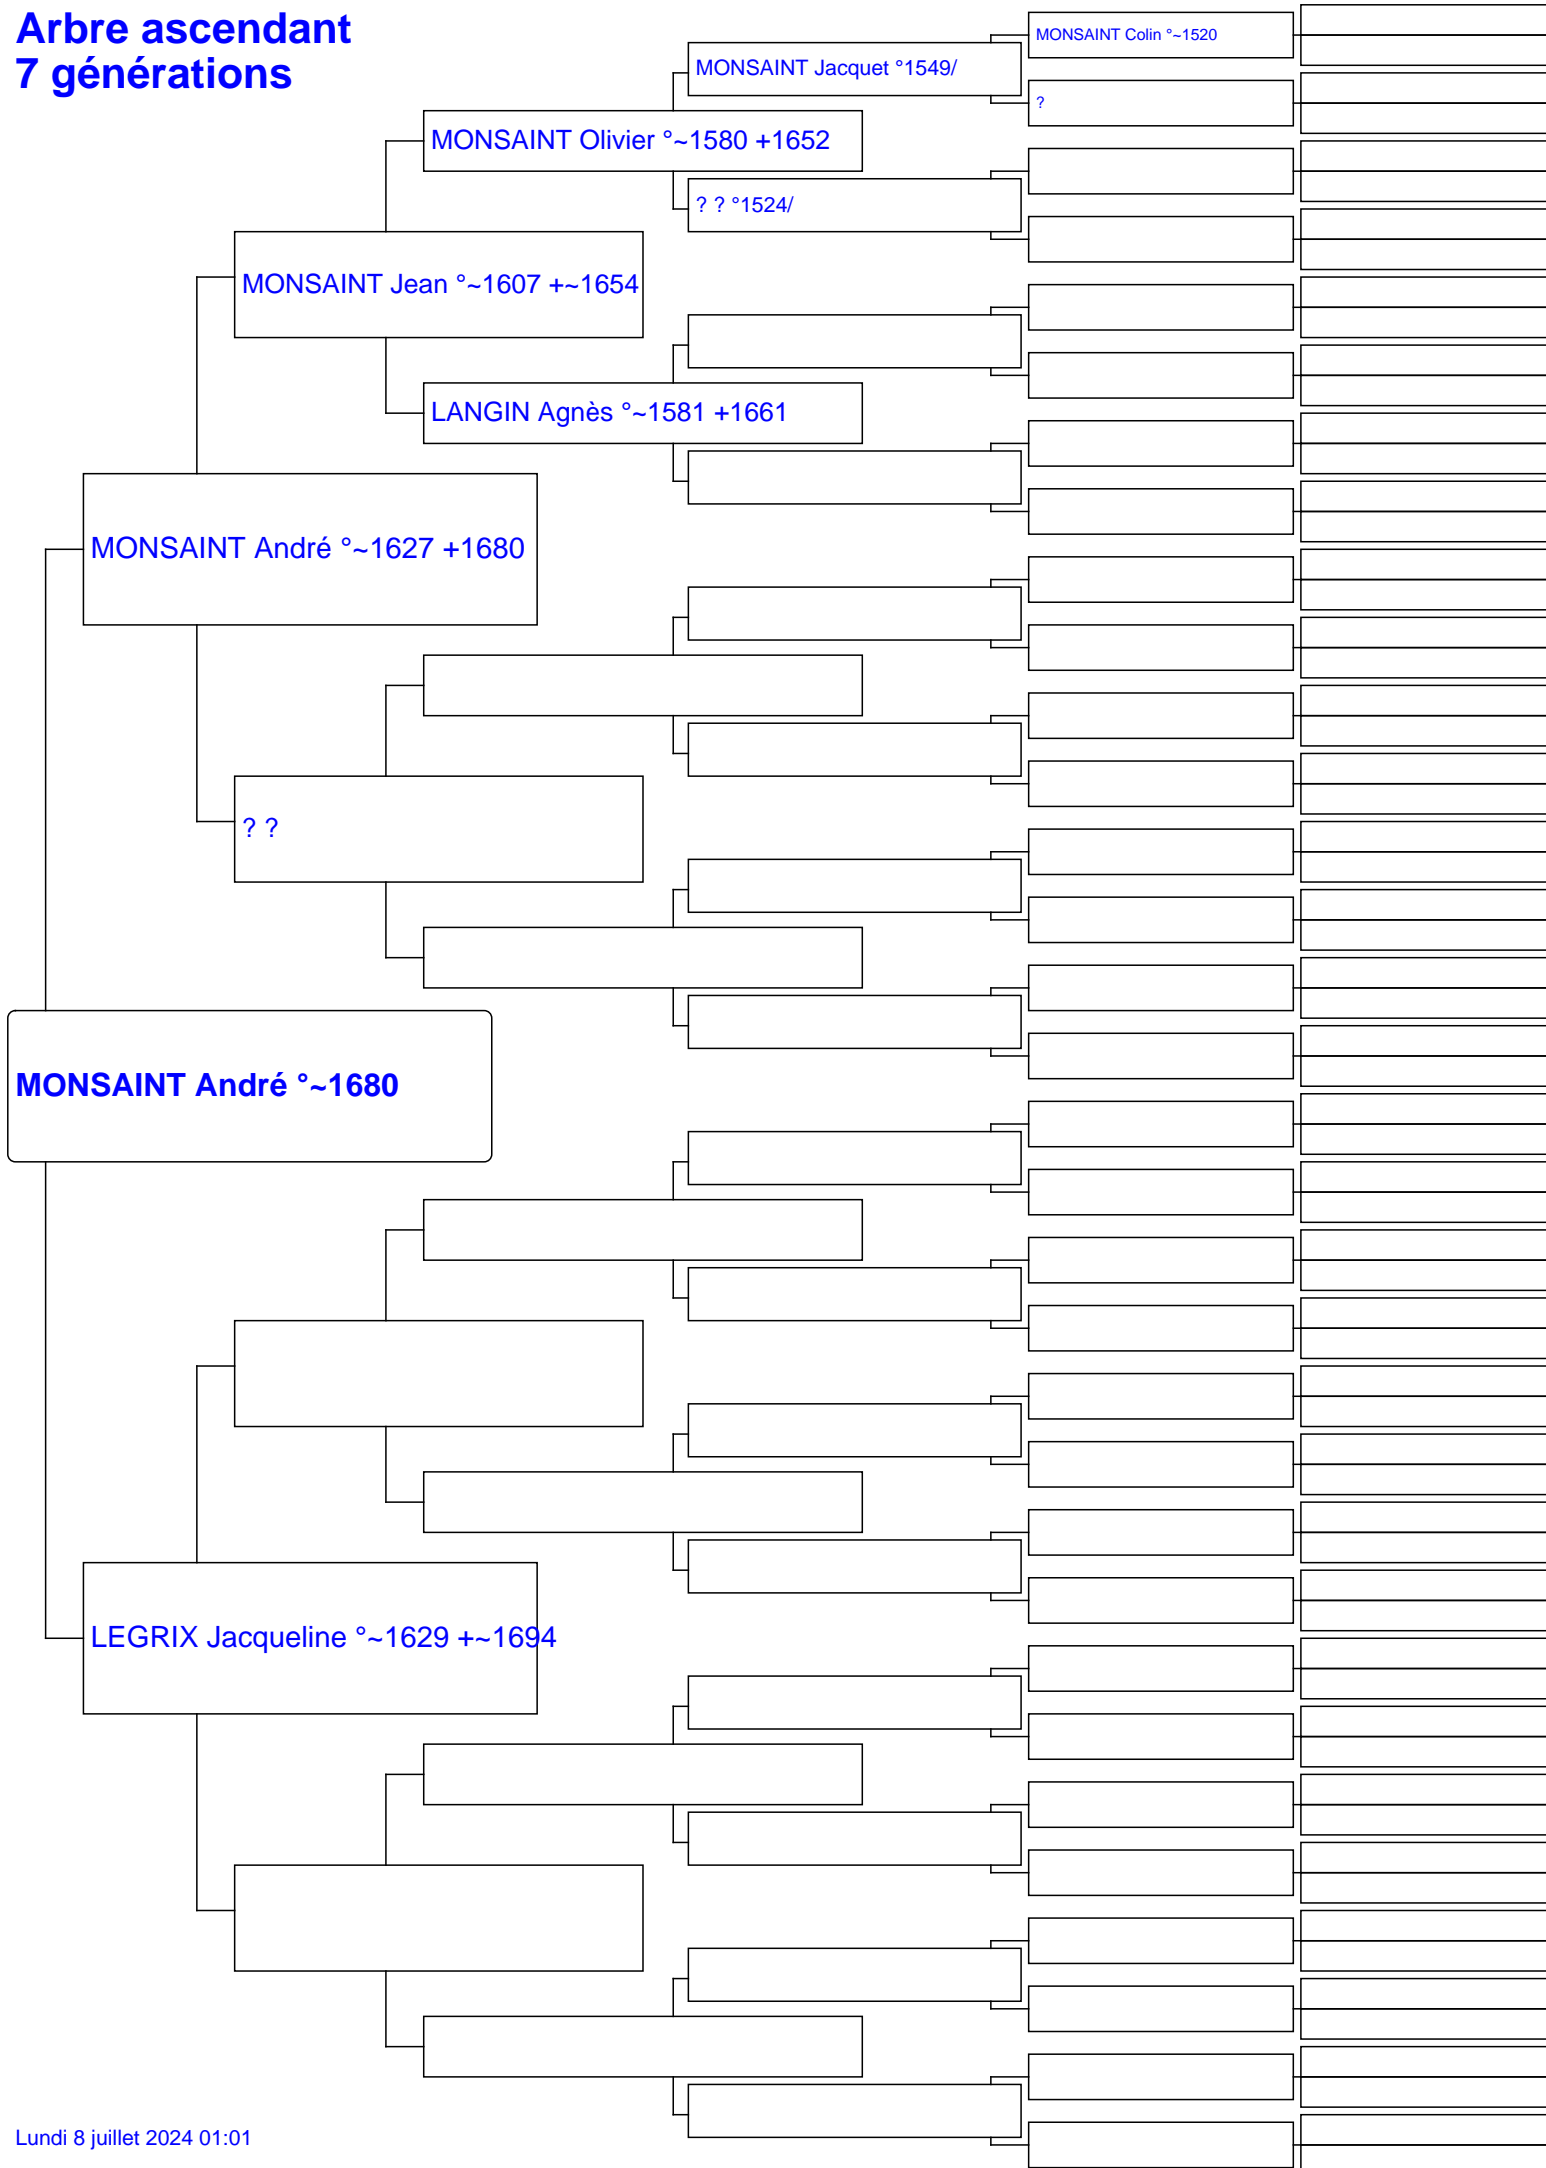 Arbre ascendant
7 générations
MONSAINT Colin °~1520
MONSAINT Jacquet °1549/
?
MONSAINT Olivier °~1580 +1652
? ? °1524/
MONSAINT Jean °~1607 +~1654
LANGIN Agnès °~1581 +1661
MONSAINT André °~1627 +1680
? ?
MONSAINT André °~1680
LEGRIX Jacqueline °~1629 +~1694
Lundi 8 juillet 2024 01:01